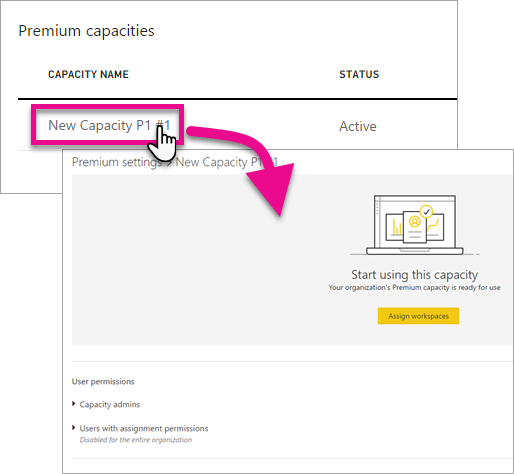 Premium capacities
CAPACITY NAME STATUS
New Capacity P1 #1 Active
Premium settings > New Capacity P1 #1
Start using this capacity
Your organization's Premium capacity is ready for use
Assign workspaces
User permissions
Capacity admins
Users with assignment permissions
Disabled for the entire organization